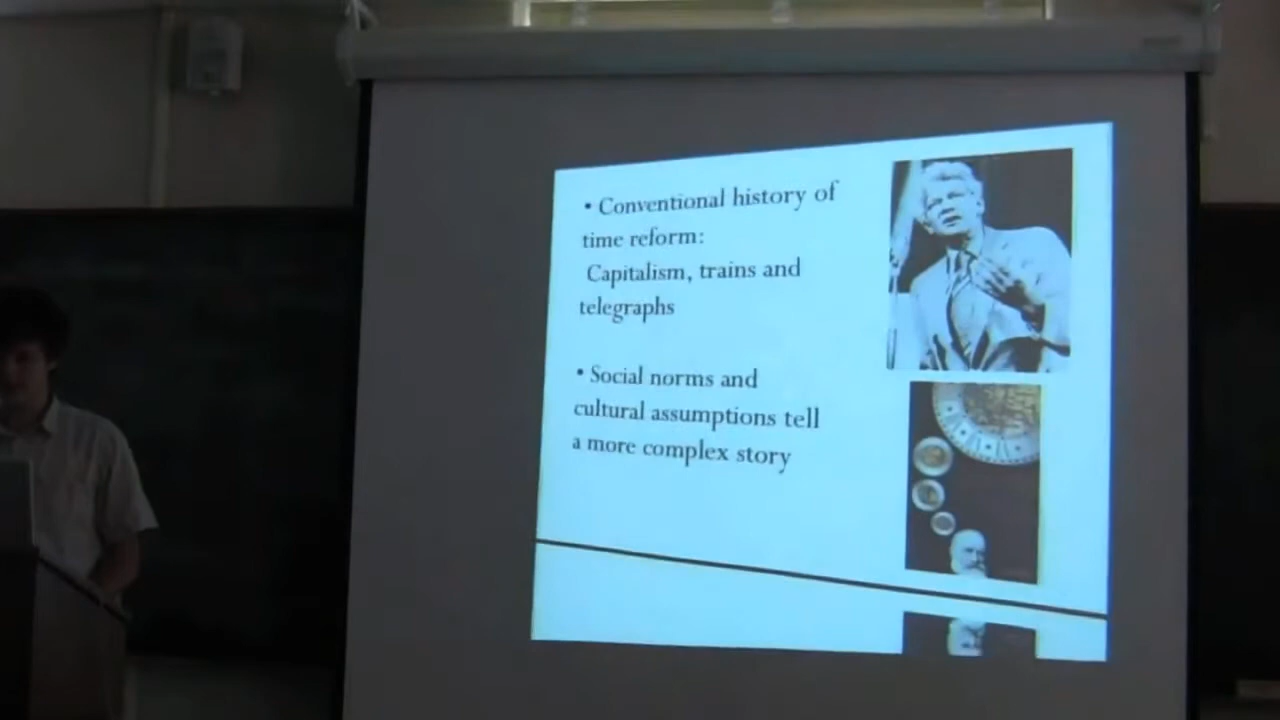 • Conventional history of
time reform:
Capitalism, trains and
telegraphs
• Social norms and
cultural assumptions tell
a more complex story